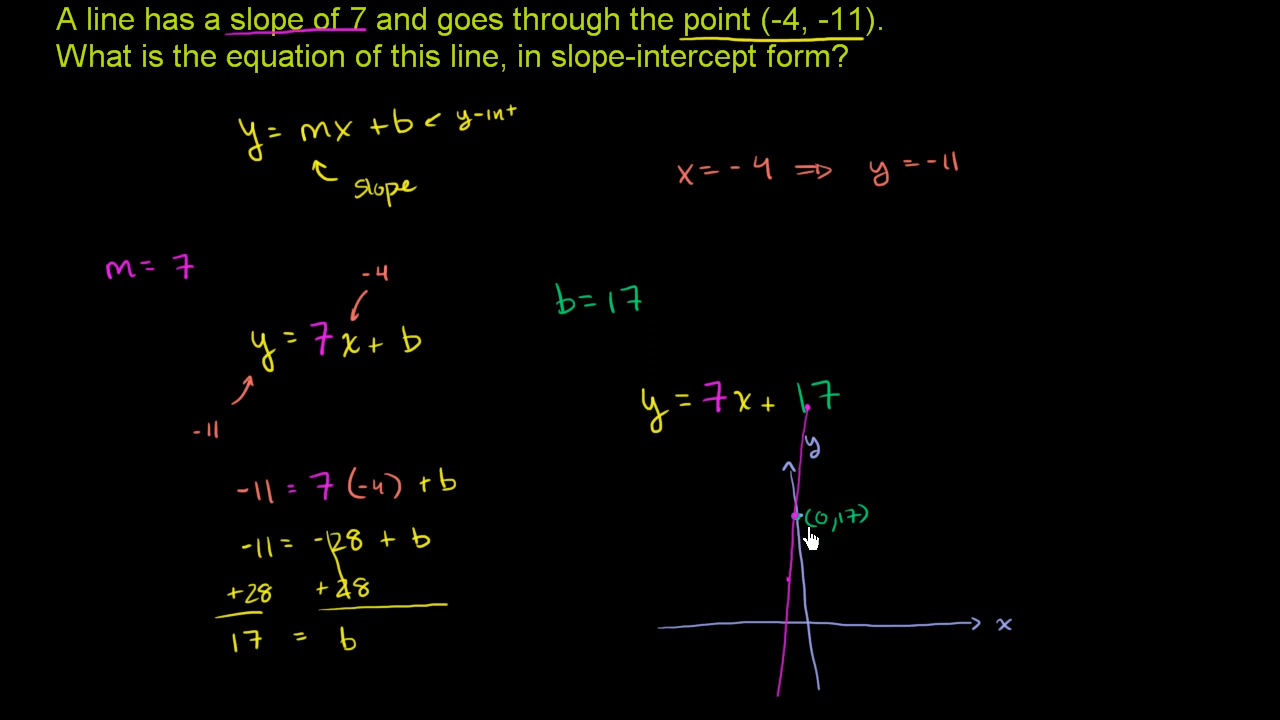 A line has a slope of 7 and goes through the point (-4, -11).
What is the equation of this line, in slope-intercept form?
y = mx + b < y-int
slope
x = -4 ⇒ y = -11
m = 7
-4
y = 7x + b
-11
b = 17
-11 = 7 (-4) + b
-11 = -28 + b
+28 +28
17 = b
y = 7x + 17
y
(0,17)
x